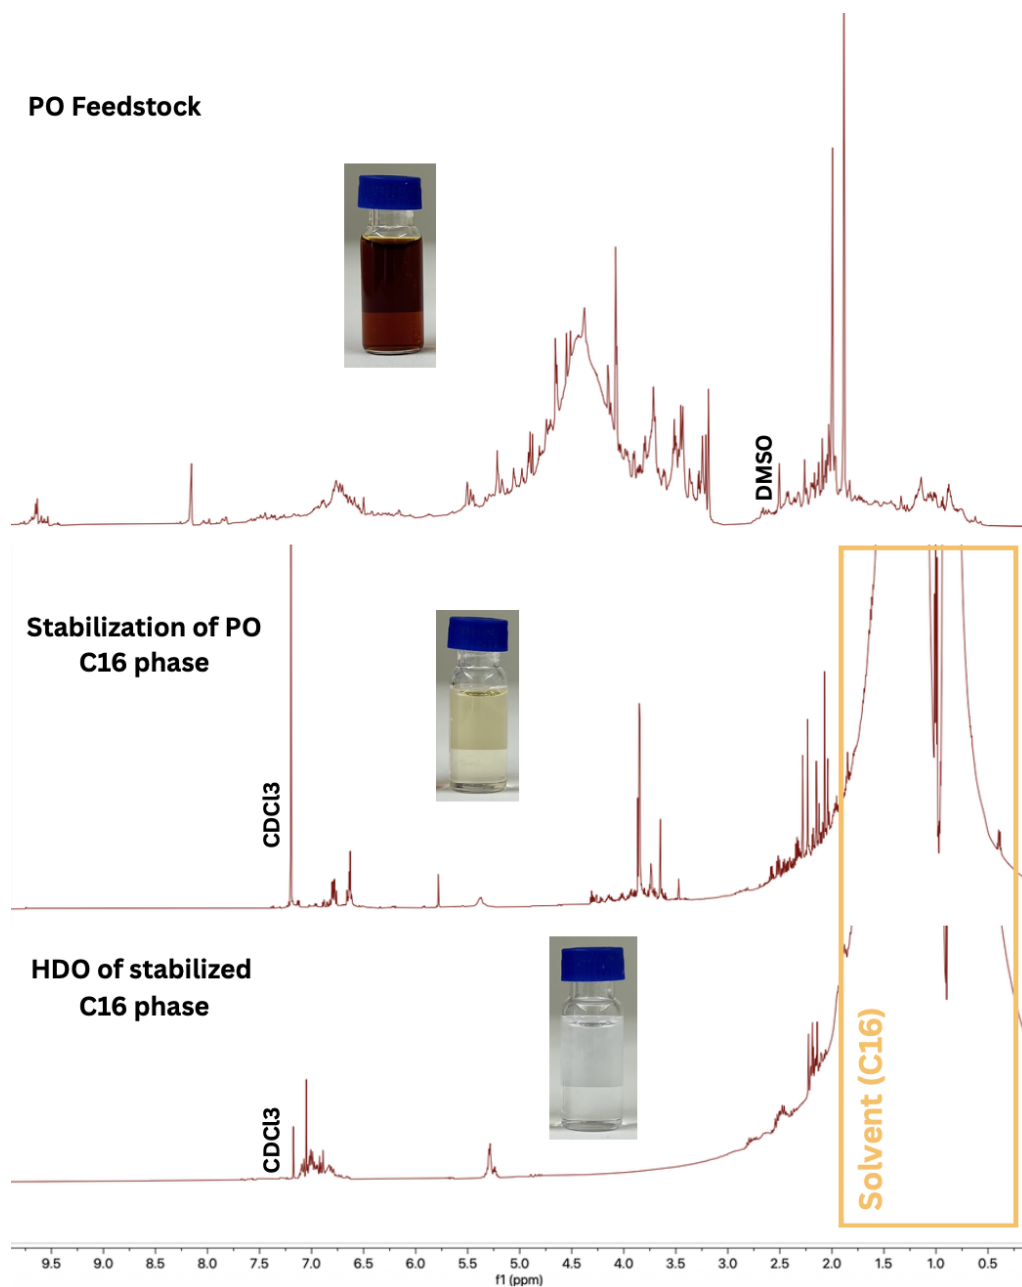 PO Feedstock
DMSO
Stabilization of PO
C16 phase
CDCl3
HDO of stabilized
C16 phase
CDCl3
Solvent (C16)
9.5 9.0 8.5 8.0 7.5 7.0 6.5 6.0 5.5 5.0 4.5 4.0 3.5 3.0 2.5 2.0 1.5 1.0 0.5
f1 (ppm)